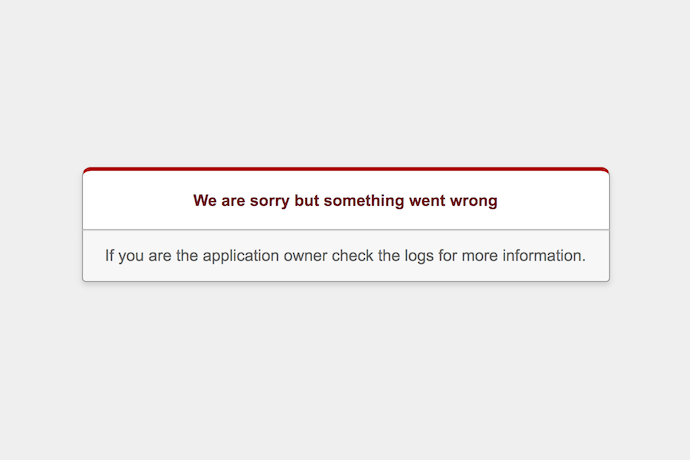 We are sorry but something went wrong
If you are the application owner check the logs for more information.